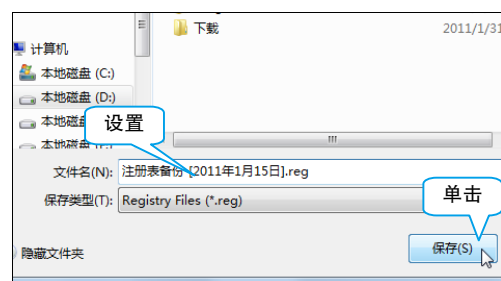 下載 2011/1/31
计算机
本地磁盘 (C:)
本地磁盘 (D:)
本地磁盘
设置
文件名(N): 注册表备份 [2011年1月15日].reg
保存类型(T): Registry Files (*.reg)
单击
隐藏文件夹
保存(S)